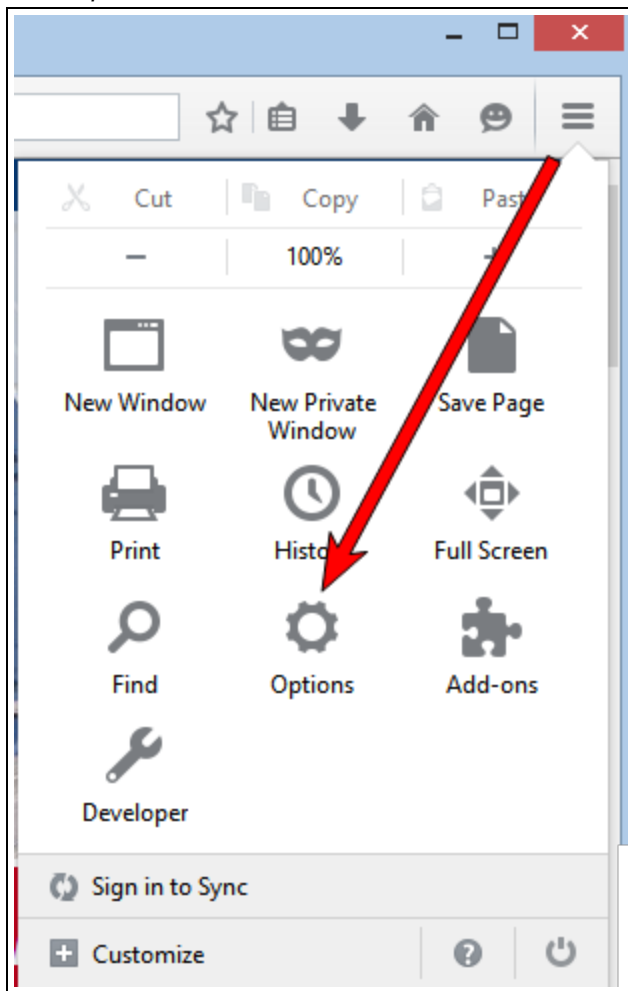 Cut Copy
100%
New Window New Private Save Page
Window
Print Full Screen
Find Options Add-ons
Developer
Sign in to Sync
Customize